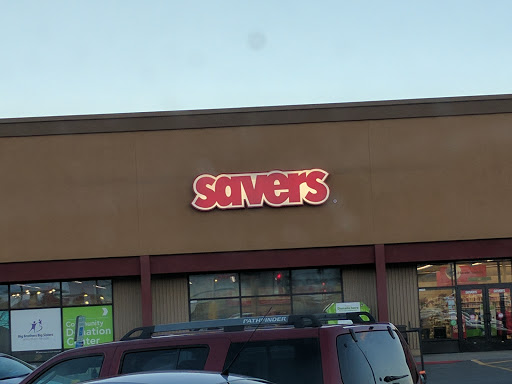 savers
Big Brothers Big Sisters
Community
Donation
Center
PATHFINDER